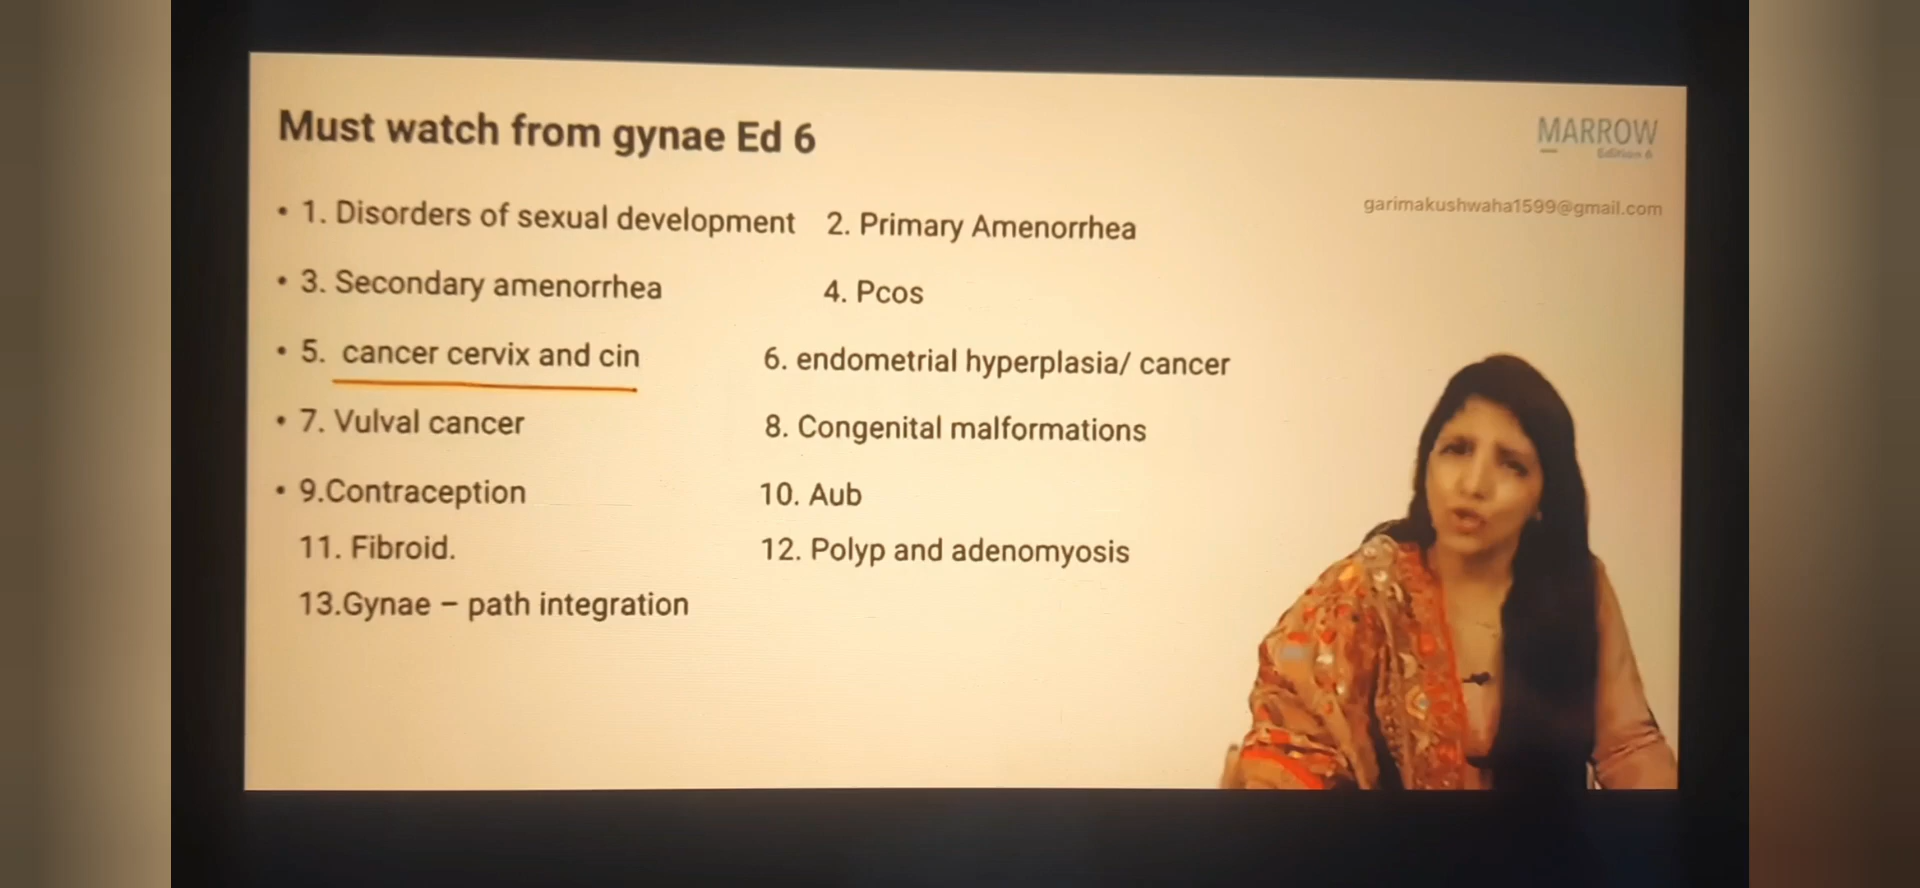 Must watch from gynae Ed 6
MARROW
Edition 6
garimakushwaha1599@gmail.com
• 1. Disorders of sexual development 2. Primary Amenorrhea
• 3. Secondary amenorrhea 4. Pcos
• 5. cancer cervix and cin 6. endometrial hyperplasia/ cancer
• 7. Vulval cancer 8. Congenital malformations
• 9.Contraception 10. Aub
11. Fibroid. 12. Polyp and adenomyosis
13.Gynae – path integration